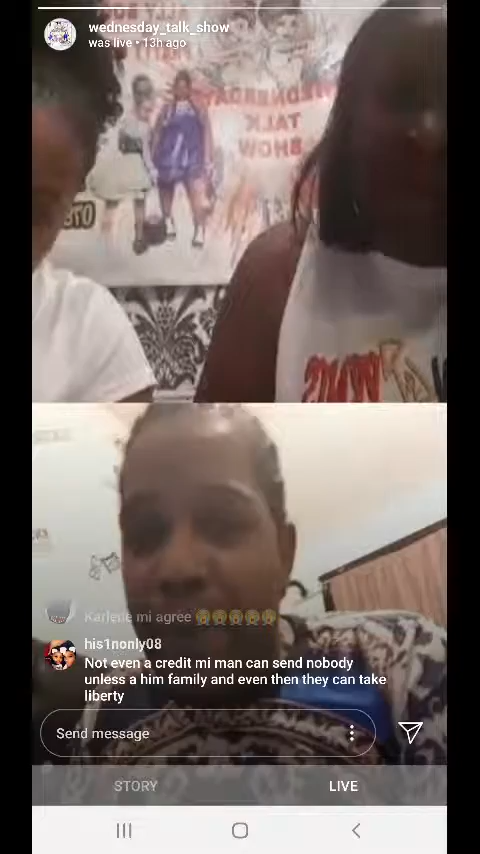 wednesday_talk_show
was live • 13h ago
WEDNESDAY
TALK
SHOW
Karlene mi agree 😭😭😭😭😭
his1nonly08
Not even a credit mi man can send nobody
unless a him family and even then they can take
liberty
Send message
STORY
LIVE